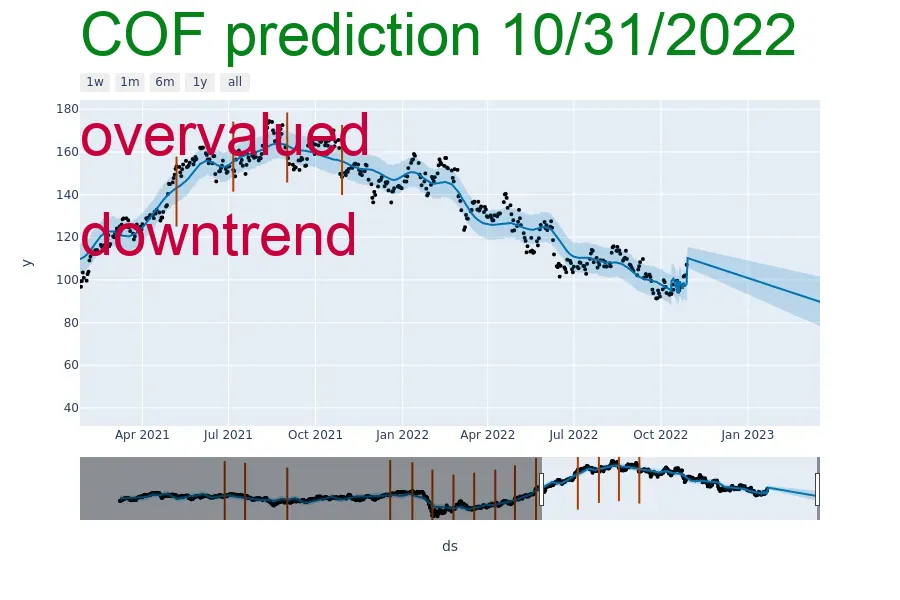 COF prediction 10/31/2022
1w 1m 6m 1y all
180
160
140
120
100
80
60
40
overvalued
downtrend
y
Apr 2021 Jul 2021 Oct 2021 Jan 2022 Apr 2022 Jul 2022 Oct 2022 Jan 2023
ds